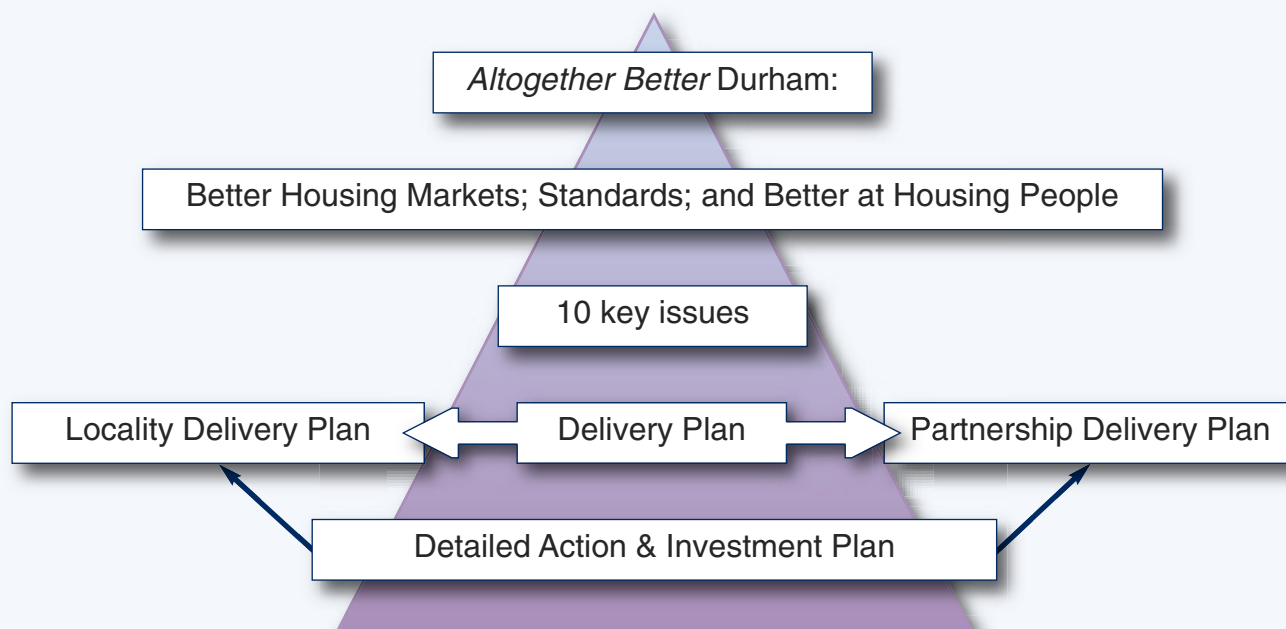 Altogether Better Durham:
Better Housing Markets; Standards; and Better at Housing People
10 key issues
Locality Delivery Plan
Delivery Plan
Partnership Delivery Plan
Detailed Action & Investment Plan